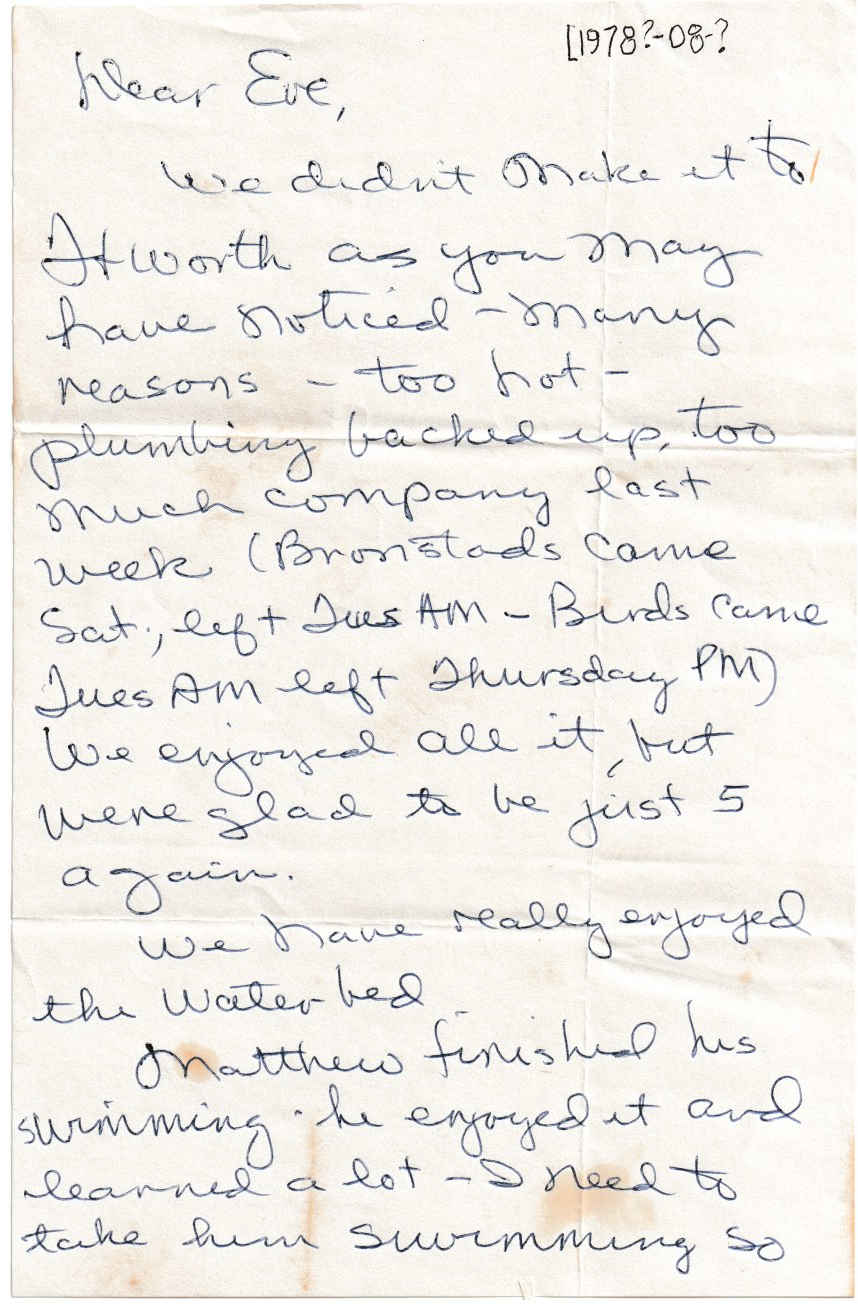 [1978?-08-?
Dear Eve,
We didn't make it to
Ft Worth as you may
have noticed - many
reasons - too hot -
plumbing backed up, too
much company last
week (Bronstads came
Sat., left Tues AM - Birds came
Tues AM left Thursday PM)
We enjoyed all it, but
were glad to be just 5
again.
We have really enjoyed
the water bed
Matthew finished his
swimming - he enjoyed it and
learned a lot - I need to
take him swimming so